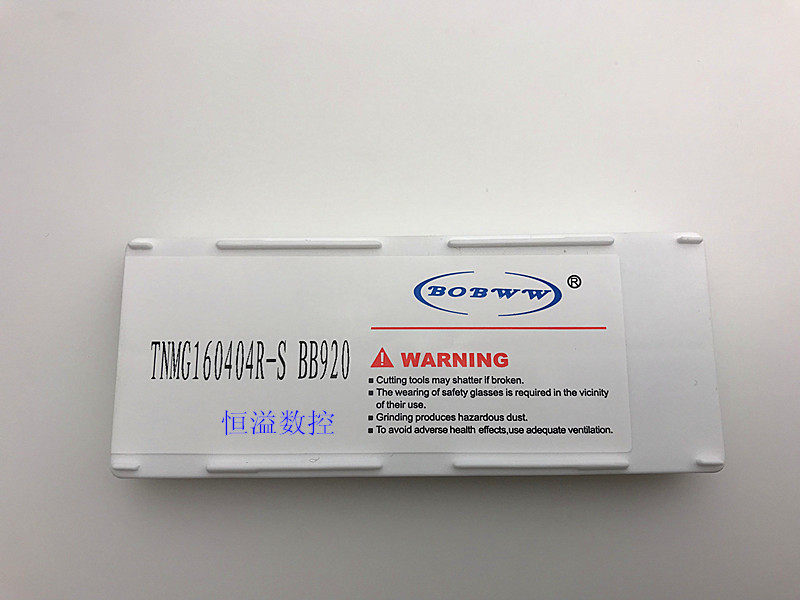 BOBWW®
TNMG160404R-S BB920
恒溢数控
WARNING
▪ Cutting tools may shatter if broken.
▪ The wearing of safety glasses is required in the vicinity
of their use.
▪ Grinding produces hazardous dust.
▪ To avoid adverse health effects,use adequate ventilation.